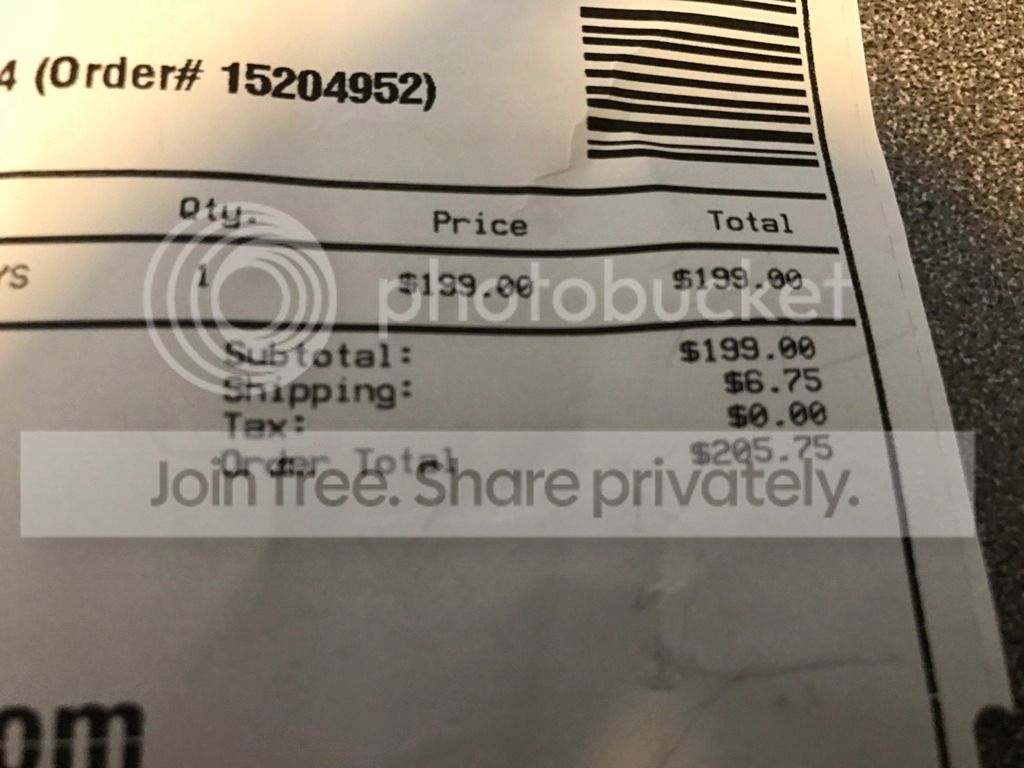 4 (Order# 15204952)
Qty. Price Total
YS 1 $199.00 $199.00
photobucket
Subtotal: $199.00
Shipping: $6.75
Tax: $0.00
Order Total $205.75
Join free. Share privately.
om